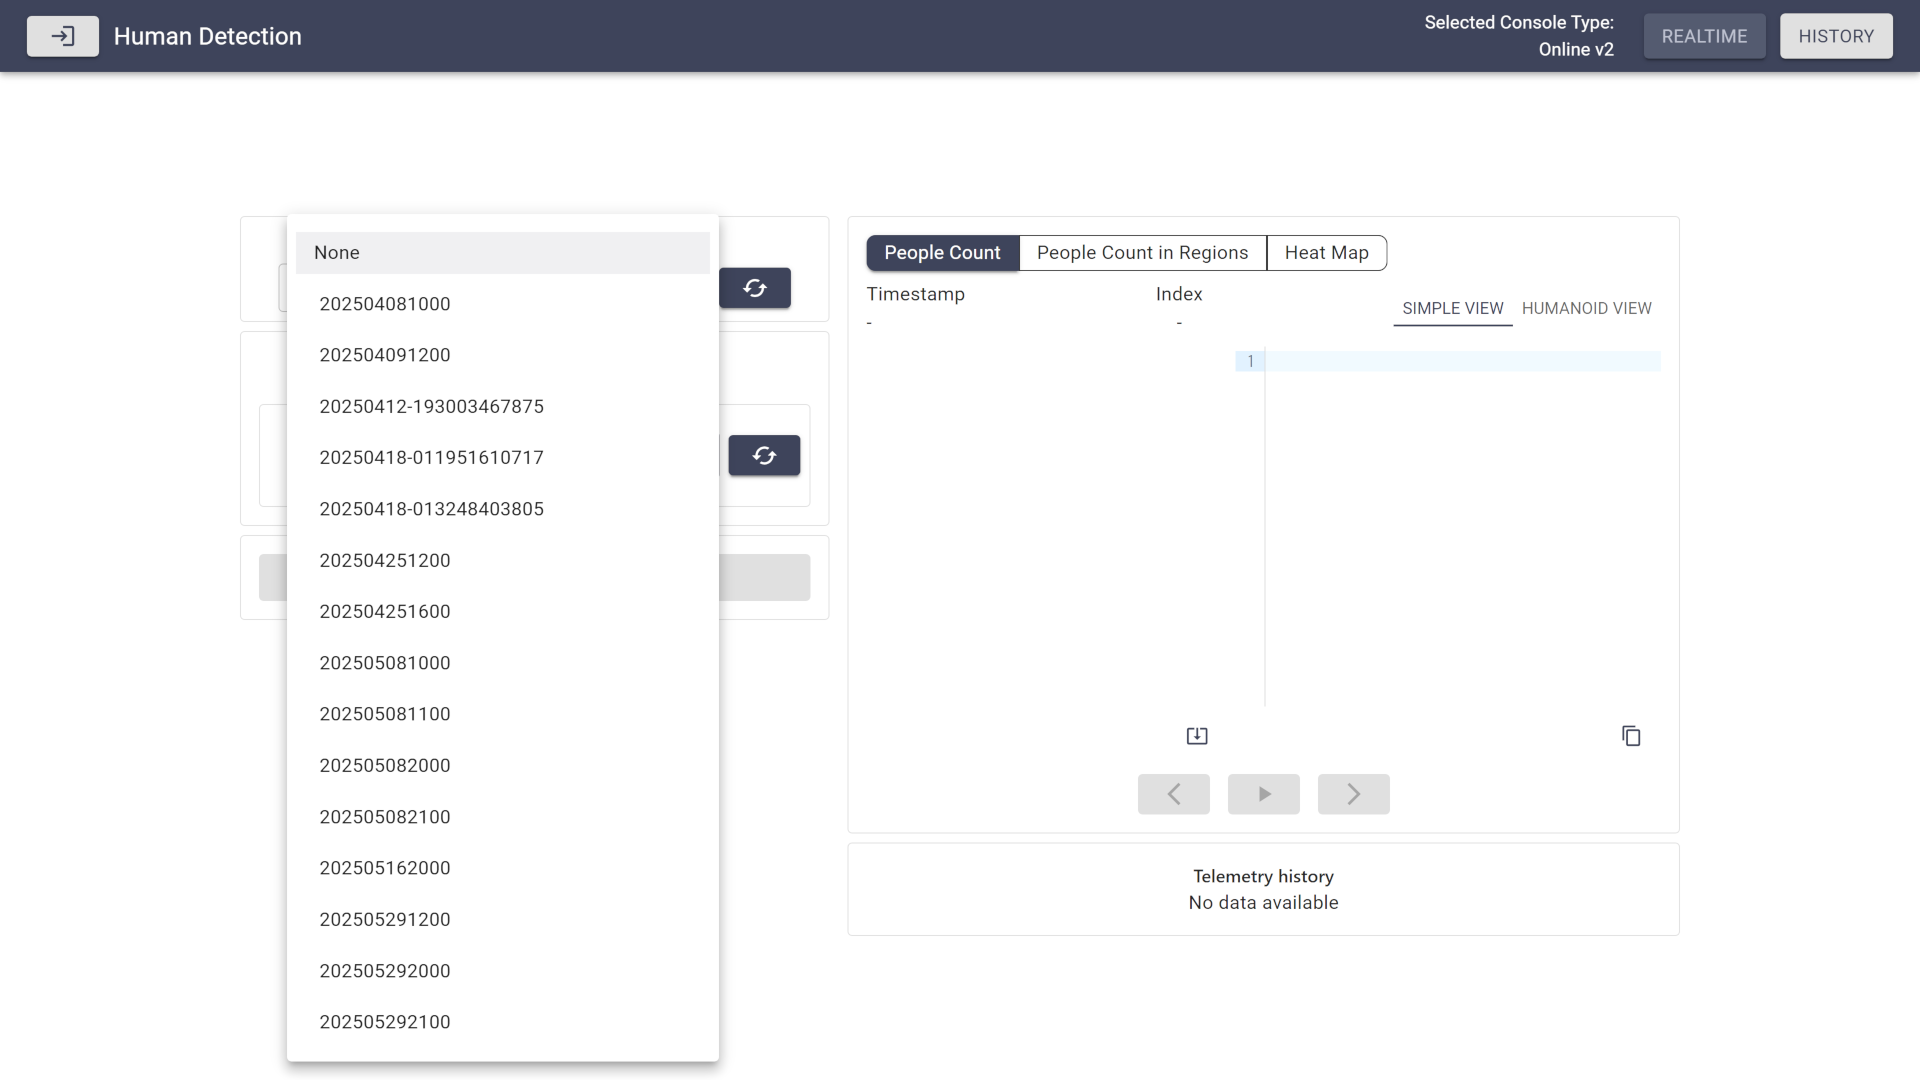 Human Detection
Selected Console Type:
Online v2
REALTIME
HISTORY
None
202504081000
202504091200
20250412-193003467875
20250418-011951610717
20250418-013248403805
202504251200
202504251600
202505081000
202505081100
202505082000
202505082100
202505162000
202505291200
202505292000
202505292100
People Count
People Count in Regions
Heat Map
Timestamp
Index
-
-
SIMPLE VIEW
HUMANOID VIEW
1
Telemetry history
No data available